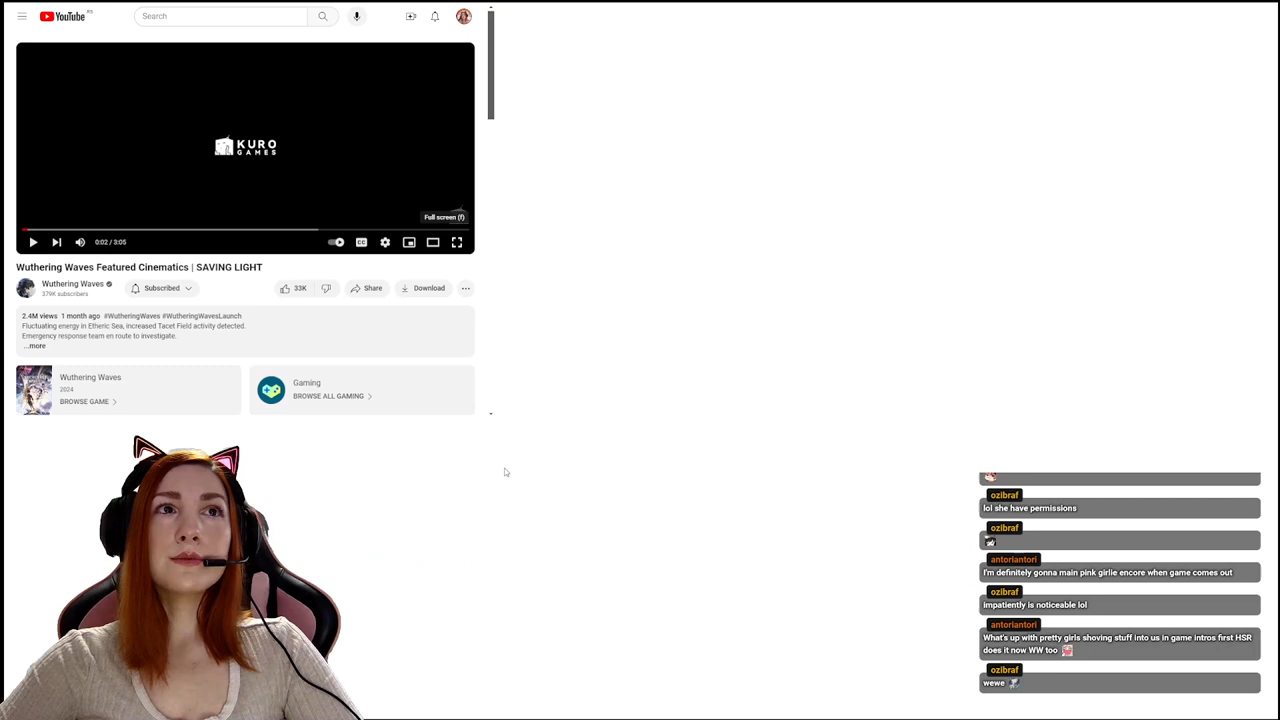 YouTube
Search
KURO
GAMES
Full screen (f)
0:02 / 3:05
Wuthering Waves Featured Cinematics | SAVING LIGHT
Wuthering Waves
379K subscribers
Subscribed
33K
Share
Download
2.4M views 1 month ago #WutheringWaves #WutheringWavesLaunch
Fluctuating energy in Etheric Sea, increased Tacet Field activity detected.
Emergency response team en route to investigate.
...more
Wuthering Waves
2024
BROWSE GAME
Gaming
BROWSE ALL GAMING
ozibraf
lol she have permissions
ozibraf
antoriantori
I'm definitely gonna main pink girlie encore when game comes out
ozibraf
impatiently is noticeable lol
antoriantori
What's up with pretty girls shoving stuff into us in game intros first HSR
does it now WW too
ozibraf
wewe